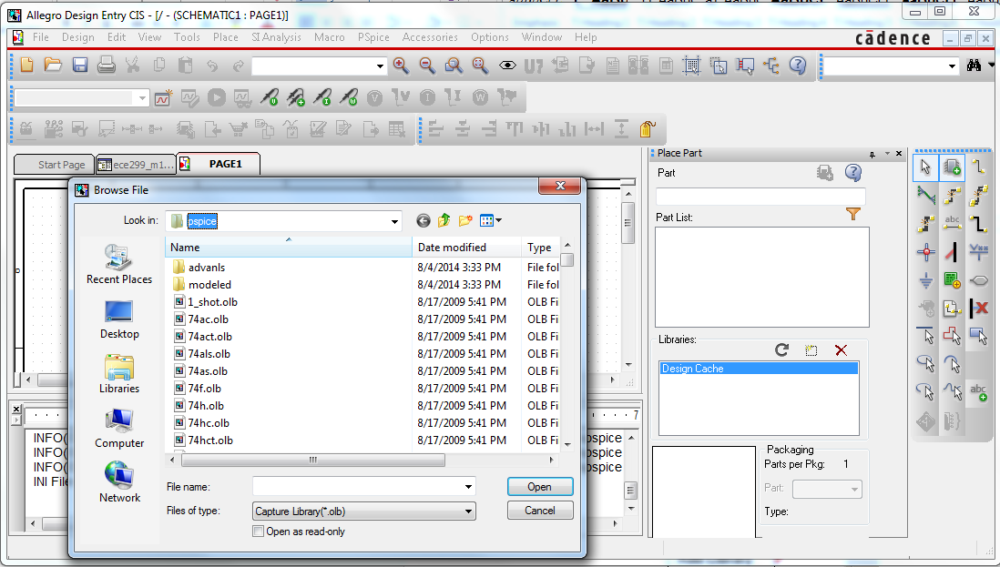 Allegro Design Entry CIS - [/ - (SCHEMATIC1 : PAGE1)]
File Design Edit View Tools Place SI Analysis Macro PSpice Accessories Options Window Help
cādence
Start Page
ece299_m1...
PAGE1
Place Part
Part
Part List:
Libraries:
Design Cache
Packaging
Parts per Pkg: 1
Part:
Type:
Browse File
Look in: pspice
Recent Places
Desktop
Libraries
Computer
Network
Name Date modified Type
advanls 8/4/2014 3:33 PM File fol
modeled 8/4/2014 3:33 PM File fol
1_shot.olb 8/17/2009 5:41 PM OLB Fi
74ac.olb 8/17/2009 5:41 PM OLB Fi
74act.olb 8/17/2009 5:41 PM OLB Fi
74als.olb 8/17/2009 5:41 PM OLB Fi
74as.olb 8/17/2009 5:41 PM OLB Fi
74f.olb 8/17/2009 5:41 PM OLB Fi
74h.olb 8/17/2009 5:41 PM OLB Fi
74hc.olb 8/17/2009 5:41 PM OLB Fi
74hct.olb 8/17/2009 5:41 PM OLB Fi
File name:
Open
Files of type: Capture Library(*.olb)
Cancel
Open as read-only
7
INFO( pspice
INFO( pspice
INFO( pspice
INI File
abc
abc